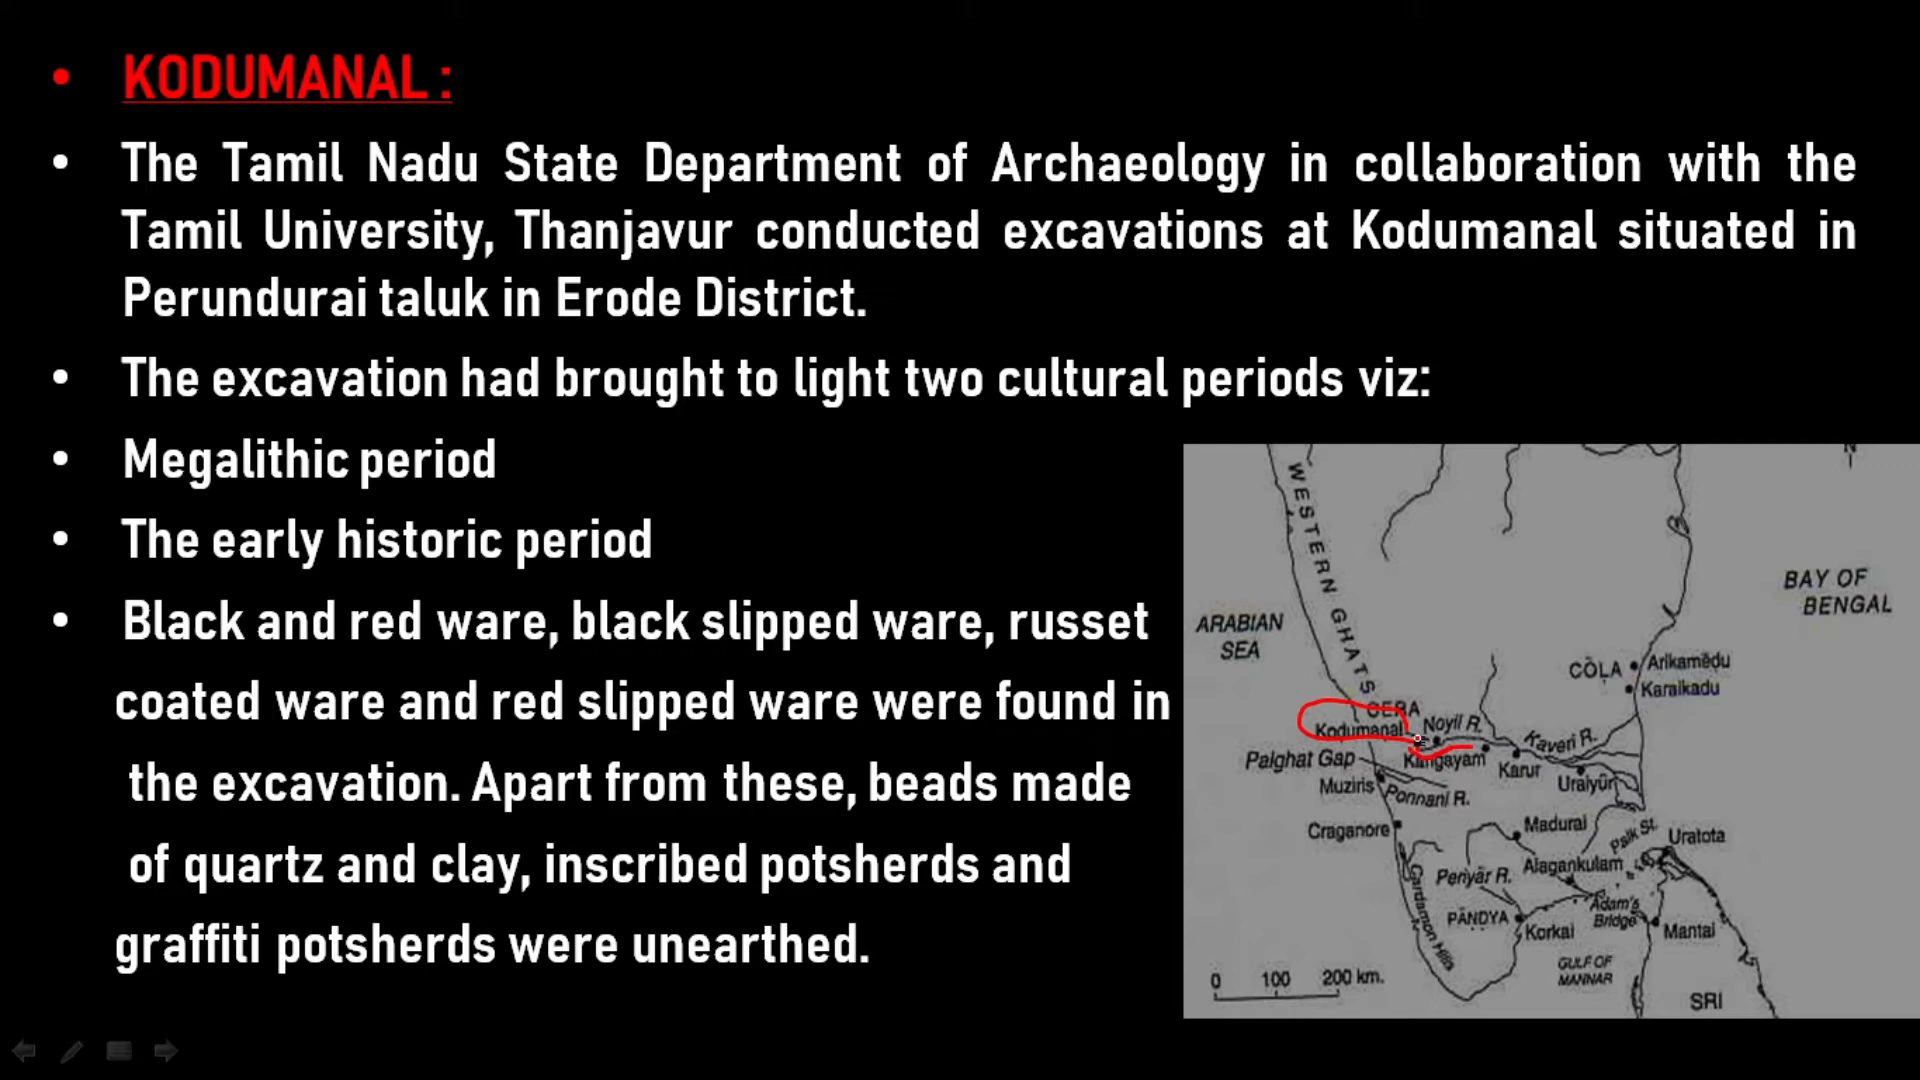 • KODUMANAL :
• The Tamil Nadu State Department of Archaeology in collaboration with the
Tamil University, Thanjavur conducted excavations at Kodumanal situated in
Perundurai taluk in Erode District.
• The excavation had brought to light two cultural periods viz:
• Megalithic period
• The early historic period
• Black and red ware, black slipped ware, russet
coated ware and red slipped ware were found in
the excavation. Apart from these, beads made
of quartz and clay, inscribed potsherds and
graffiti potsherds were unearthed.
N
WESTERN GHATS
BAY OF
BENGAL
ARABIAN
SEA
CŌLA
Arikamēdu
Karaikadu
CERA
Kodumanal
Noyil R.
Kaveri R.
Palghat Gap
Kangayam
Karur
Uraiyūr
Muziris
Ponnani R.
Craganore
Madurai
Palk St.
Uratota
Alagankulam
Periyār R.
Cardamon Hills
Adam's
Bridge
PĀNDYA
Korkai
Mantai
GULF OF
MANNAR
0 100 200 km.
SRI